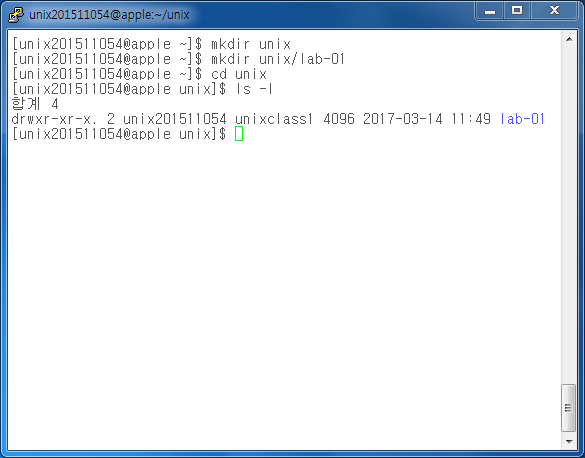 unix201511054@apple:~/unix
[unix201511054@apple ~]$ mkdir unix
[unix201511054@apple ~]$ mkdir unix/lab-01
[unix201511054@apple ~]$ cd unix
[unix201511054@apple unix]$ ls -l
합계 4
drwxr-xr-x. 2 unix201511054 unixclass1 4096 2017-03-14 11:49 lab-01
[unix201511054@apple unix]$